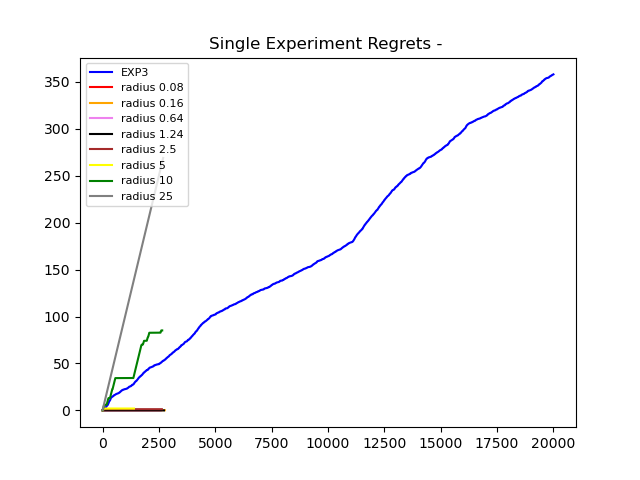 Single Experiment Regrets -
EXP3
radius 0.08
radius 0.16
radius 0.64
radius 1.24
radius 2.5
radius 5
radius 10
radius 25
350
300
250
200
150
100
50
0
0 2500 5000 7500 10000 12500 15000 17500 20000